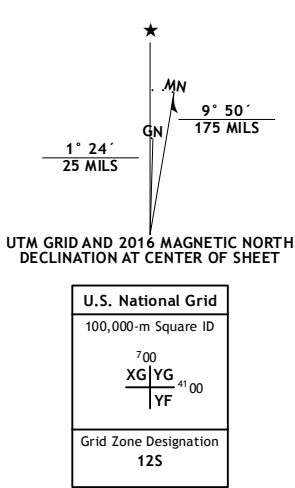 ★
MN
GN
9° 50´
175 MILS
1° 24´
25 MILS
UTM GRID AND 2016 MAGNETIC NORTH
DECLINATION AT CENTER OF SHEET
U.S. National Grid
100,000-m Square ID
⁷00
XG YG
⁴¹00
YF
Grid Zone Designation
12S